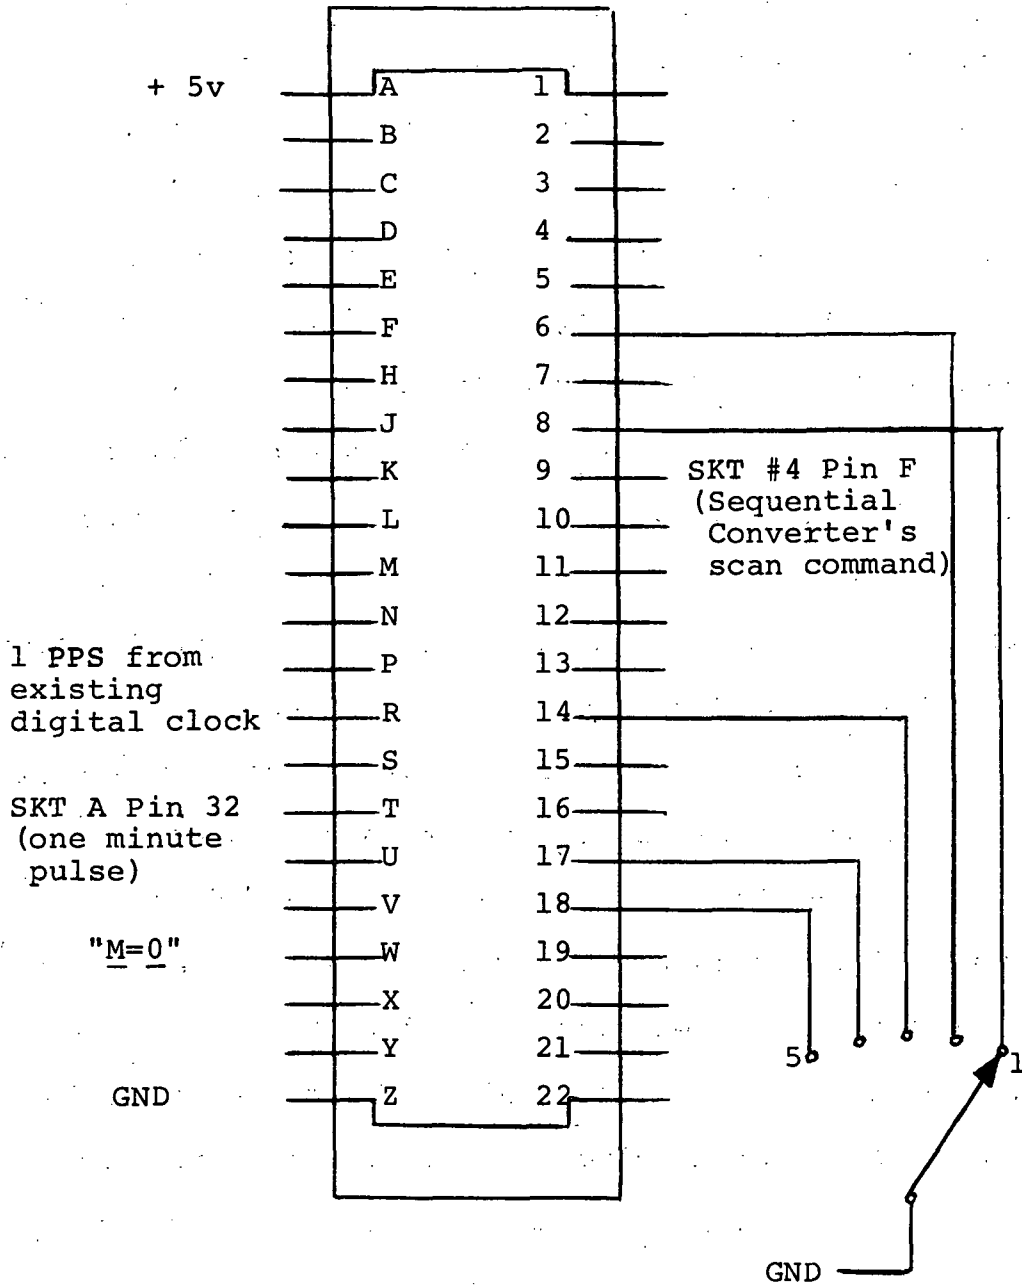 + 5v
A 1
B 2
C 3
D 4
E 5
F 6
H 7
J 8
K 9
L 10
M 11
N 12
P 13
R 14
S 15
T 16
U 17
V 18
W 19
X 20
Y 21
Z 22
1 PPS from
existing
digital clock
SKT A Pin 32
(one minute
pulse)
"M=0"
GND
SKT #4 Pin F
(Sequential
Converter's
scan command)
5
1
GND